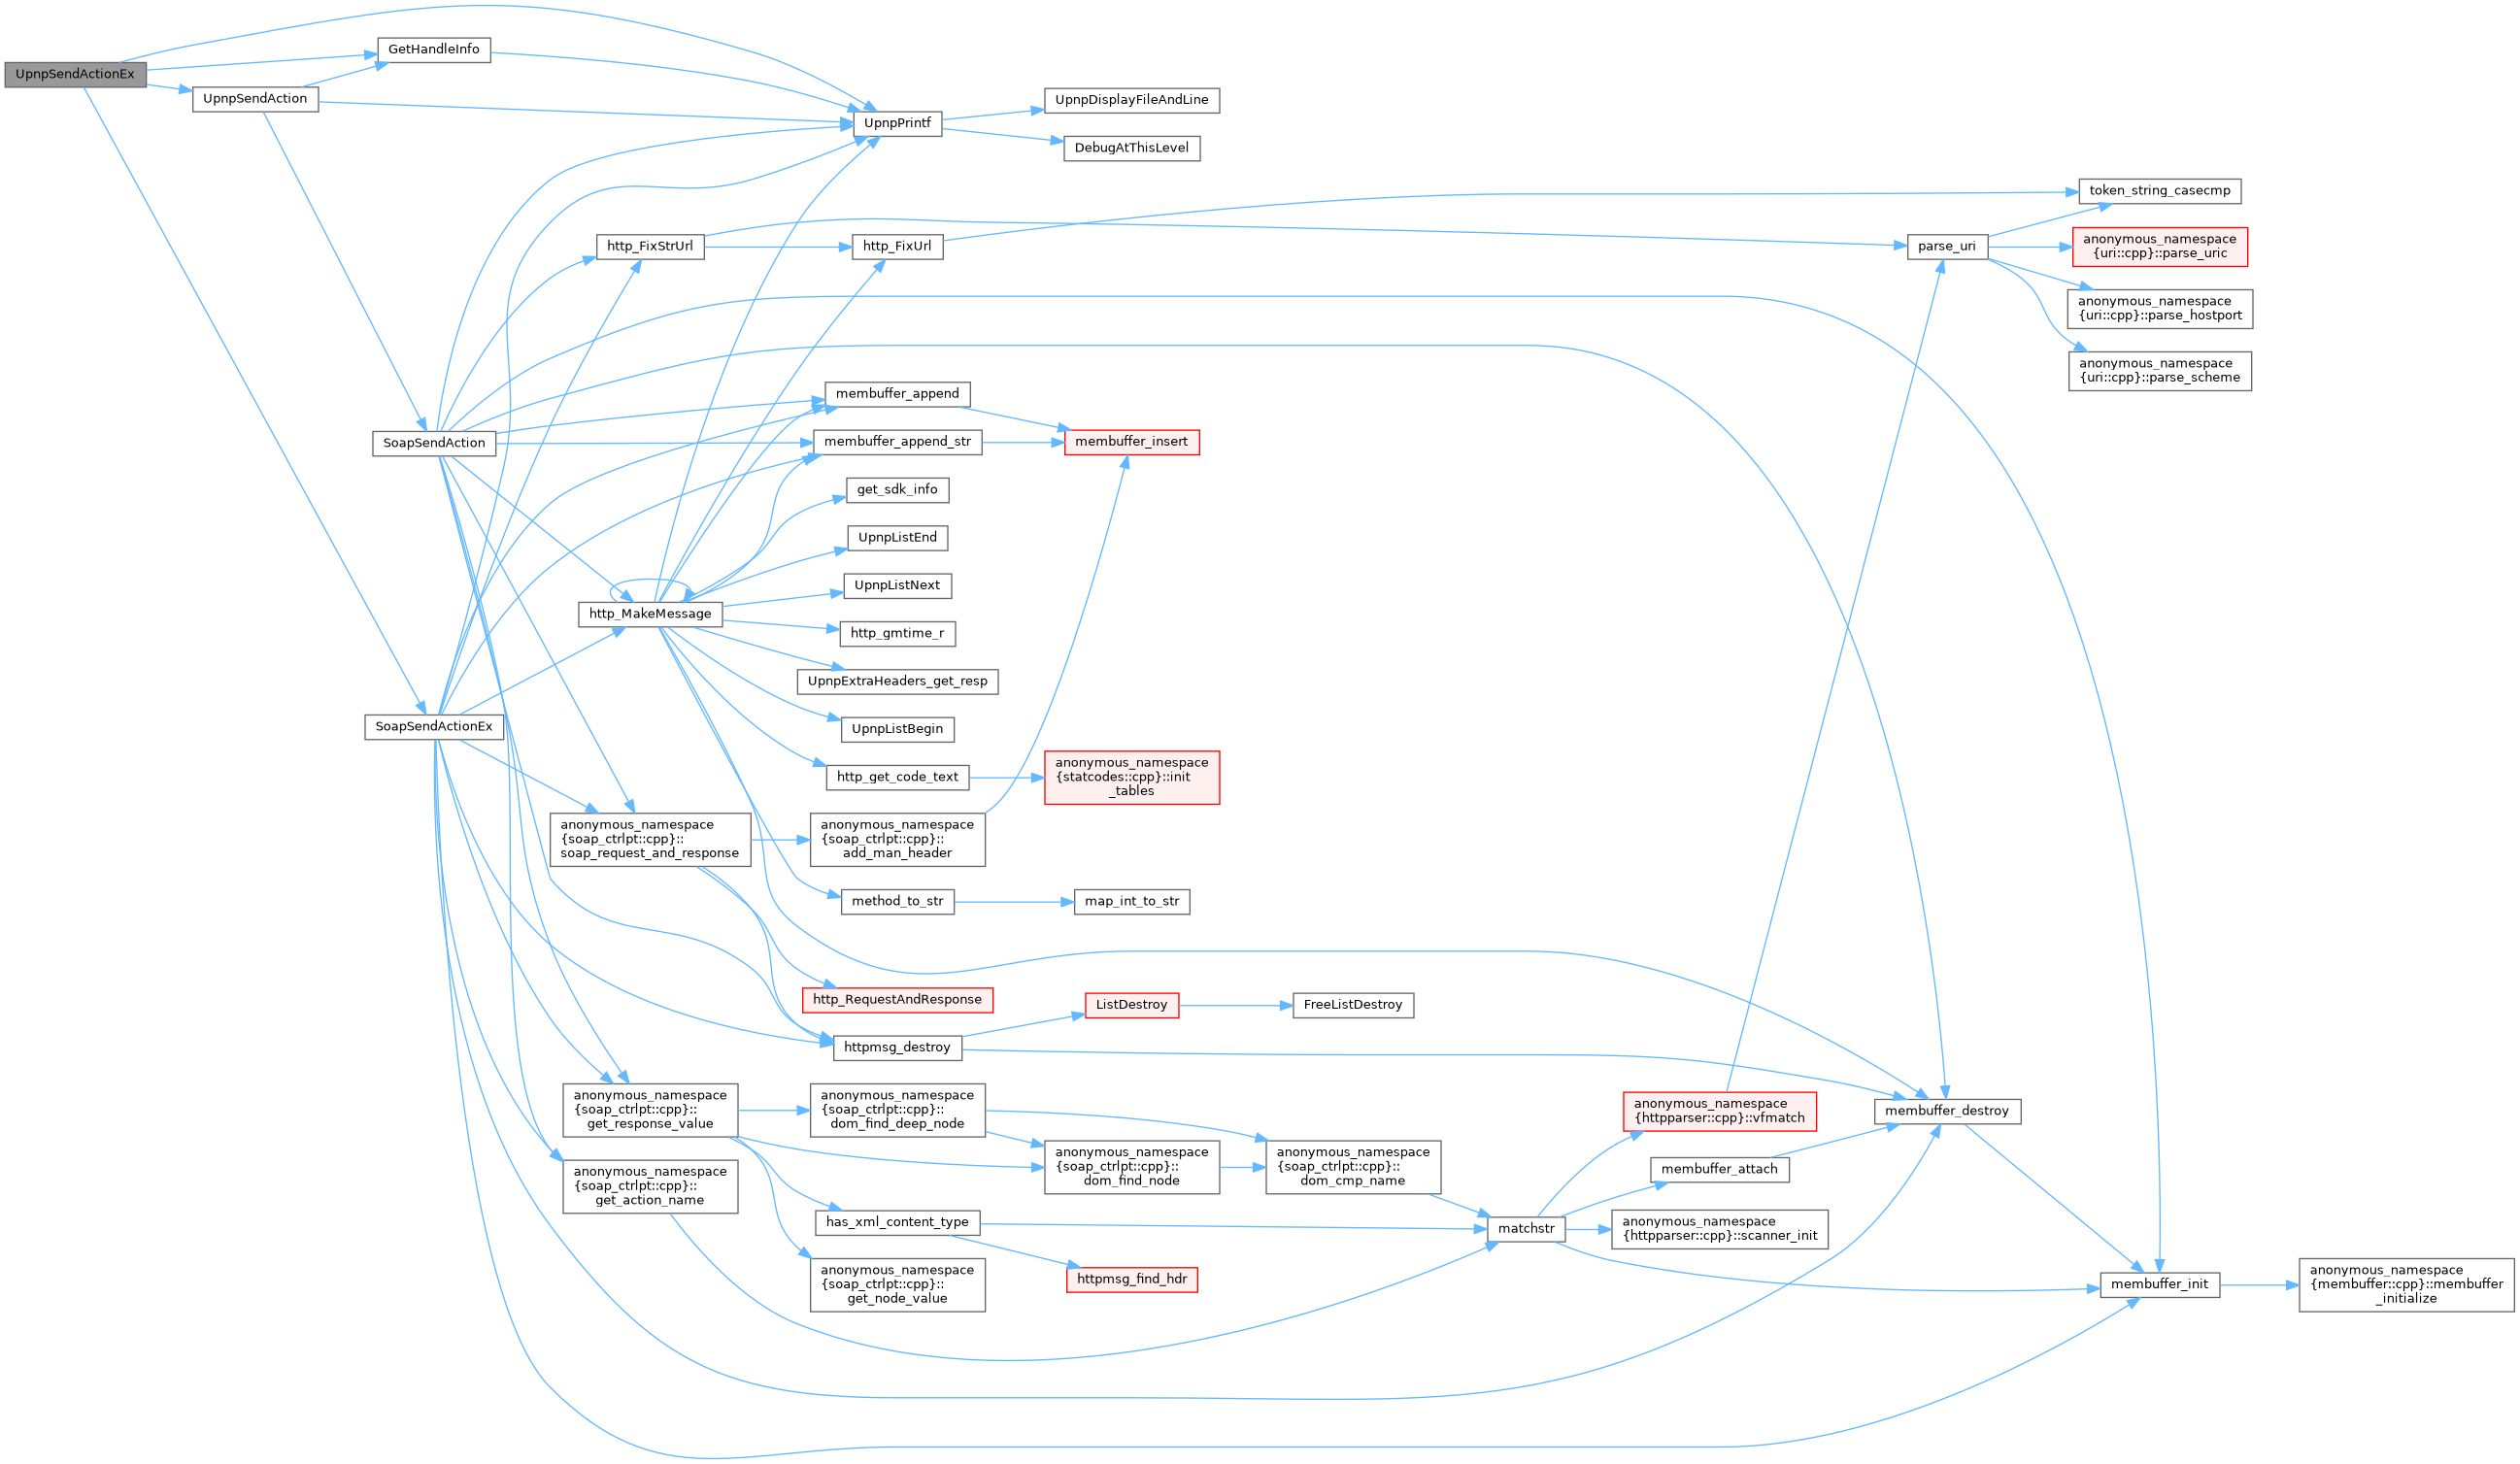 UpnpSendActionEx
GetHandleInfo
UpnpSendAction
UpnpPrintf
UpnpDisplayFileAndLine
DebugAtThisLevel
token_string_casecmp
http_FixStrUrl
http_FixUrl
parse_uri
anonymous_namespace
{uri::cpp}::parse_uric
anonymous_namespace
{uri::cpp}::parse_hostport
anonymous_namespace
{uri::cpp}::parse_scheme
membuffer_append
SoapSendAction
membuffer_append_str
membuffer_insert
get_sdk_info
UpnpListEnd
UpnpListNext
http_MakeMessage
http_gmtime_r
UpnpExtraHeaders_get_resp
SoapSendActionEx
UpnpListBegin
http_get_code_text
anonymous_namespace
{statcodes::cpp}::init
_tables
anonymous_namespace
{soap_ctrlpt::cpp}::
soap_request_and_response
anonymous_namespace
{soap_ctrlpt::cpp}::
add_man_header
method_to_str
map_int_to_str
http_RequestAndResponse
ListDestroy
FreeListDestroy
httpmsg_destroy
anonymous_namespace
{soap_ctrlpt::cpp}::
get_response_value
anonymous_namespace
{soap_ctrlpt::cpp}::
dom_find_deep_node
anonymous_namespace
{httpparser::cpp}::vfmatch
membuffer_destroy
anonymous_namespace
{soap_ctrlpt::cpp}::
get_action_name
anonymous_namespace
{soap_ctrlpt::cpp}::
dom_find_node
anonymous_namespace
{soap_ctrlpt::cpp}::
dom_cmp_name
membuffer_attach
has_xml_content_type
matchstr
anonymous_namespace
{httpparser::cpp}::scanner_init
anonymous_namespace
{soap_ctrlpt::cpp}::
get_node_value
httpmsg_find_hdr
membuffer_init
anonymous_namespace
{membuffer::cpp}::membuffer
_initialize